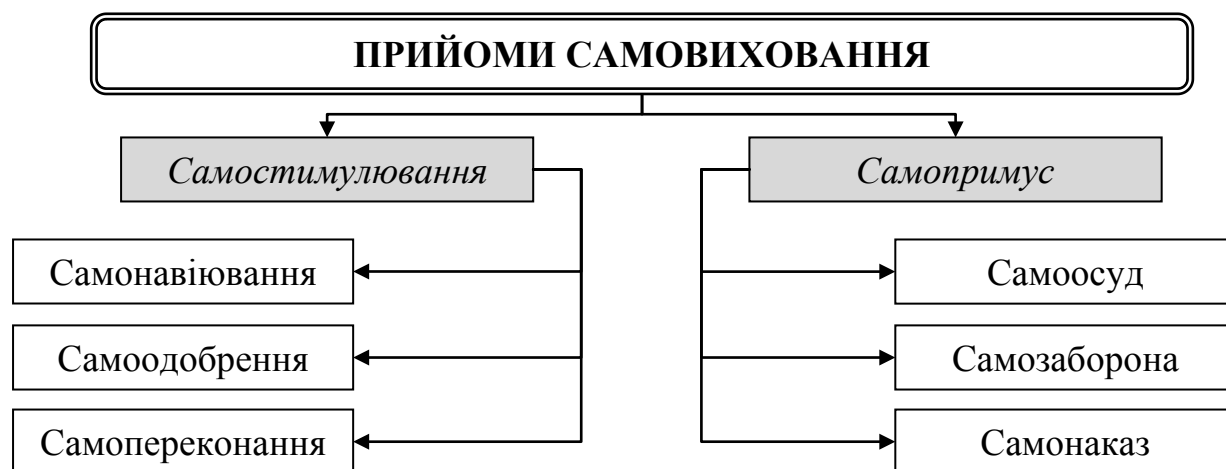 ПРИЙОМИ САМОВИХОВАННЯ
Самостимулювання
Самопримус
Самонавіювання
Самоосуд
Самоодобрення
Самозаборона
Самопереконання
Самонаказ